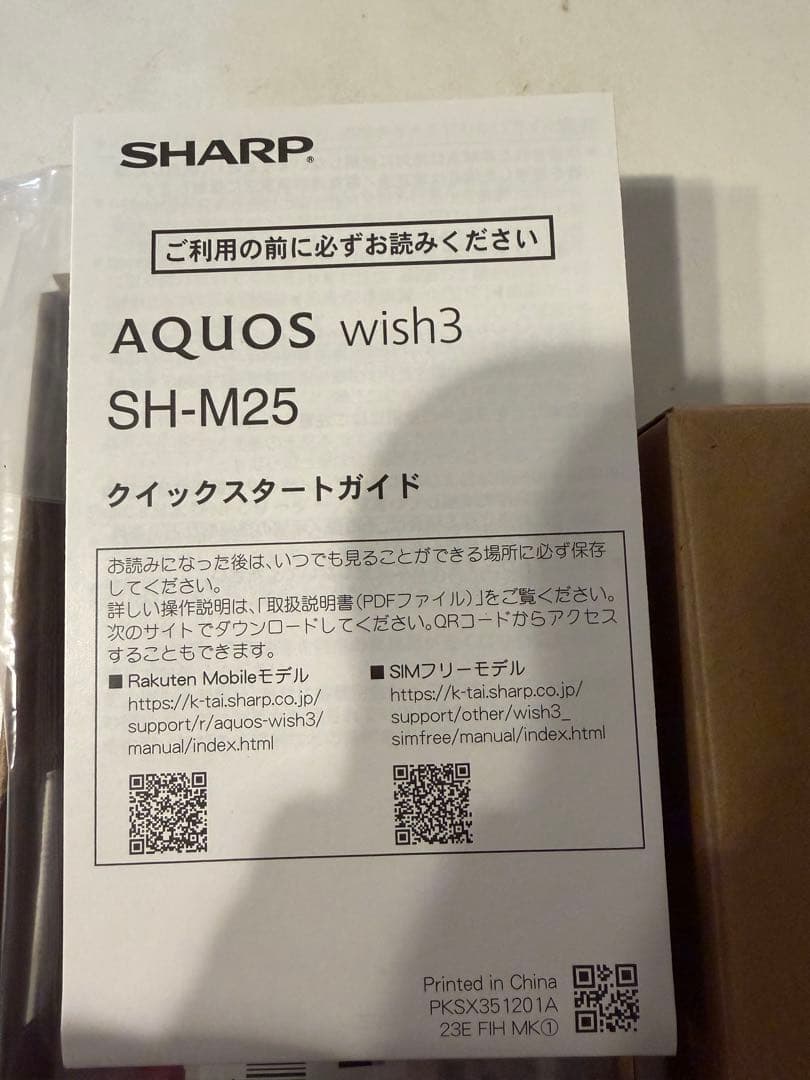 SHARP®
ご利用の前に必ずお読みください
AQUOS wish3
SH-M25
クイックスタートガイド
お読みになった後は、いつでも見ることができる場所に必ず保存
してください。
詳しい操作説明は、「取扱説明書(PDFファイル)」をご覧ください。
次のサイトでダウンロードしてください。QRコードからアクセス
することもできます。
■ Rakuten Mobileモデル
https://k-tai.sharp.co.jp/
support/r/aquos-wish3/
manual/index.html
■ SIMフリーモデル
https://k-tai.sharp.co.jp/
support/other/wish3_
simfree/manual/index.html
Printed in China
PKSX351201A
23E FIH MK①